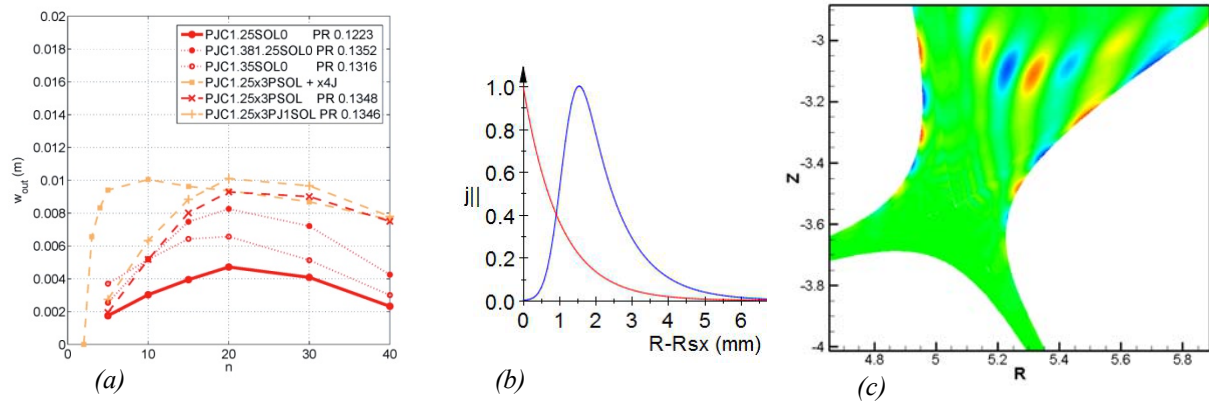 0.02
0.018
0.016
0.014
0.012
0.01
0.008
0.006
0.004
0.002
0
w_out (m)
0 10 20 30 40
n
PJC1.25SOL0 PR 0.1223
PJC1.381.25SOL0 PR 0.1352
PJC1.35SOL0 PR 0.1316
PJC1.25x3PSOL + x4J
PJC1.25x3PSOL PR 0.1348
PJC1.25x3PJ1SOL PR 0.1346
(a)
1.0
0.8
0.6
0.4
0.2
0.0
j||
0 1 2 3 4 5 6
R-Rsx (mm)
(b)
-3
-3.2
-3.4
-3.6
-3.8
-4
Z
4.8 5 5.2 5.4 5.6 5.8
R
(c)